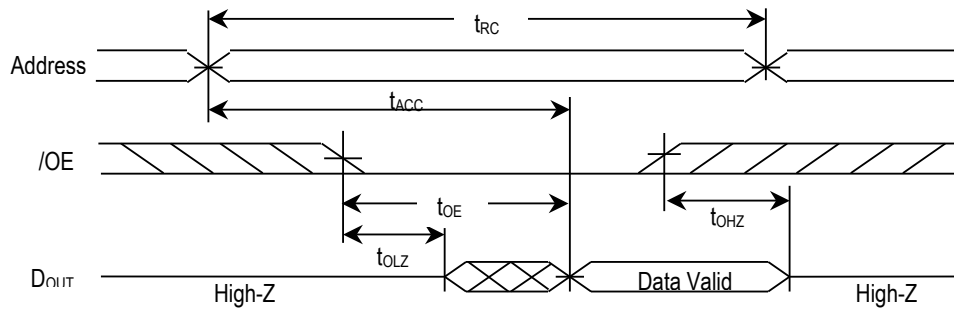 tRC
Address
tACC
/OE
tOE
tOHZ
tOLZ
DOUT
High-Z
Data Valid
High-Z